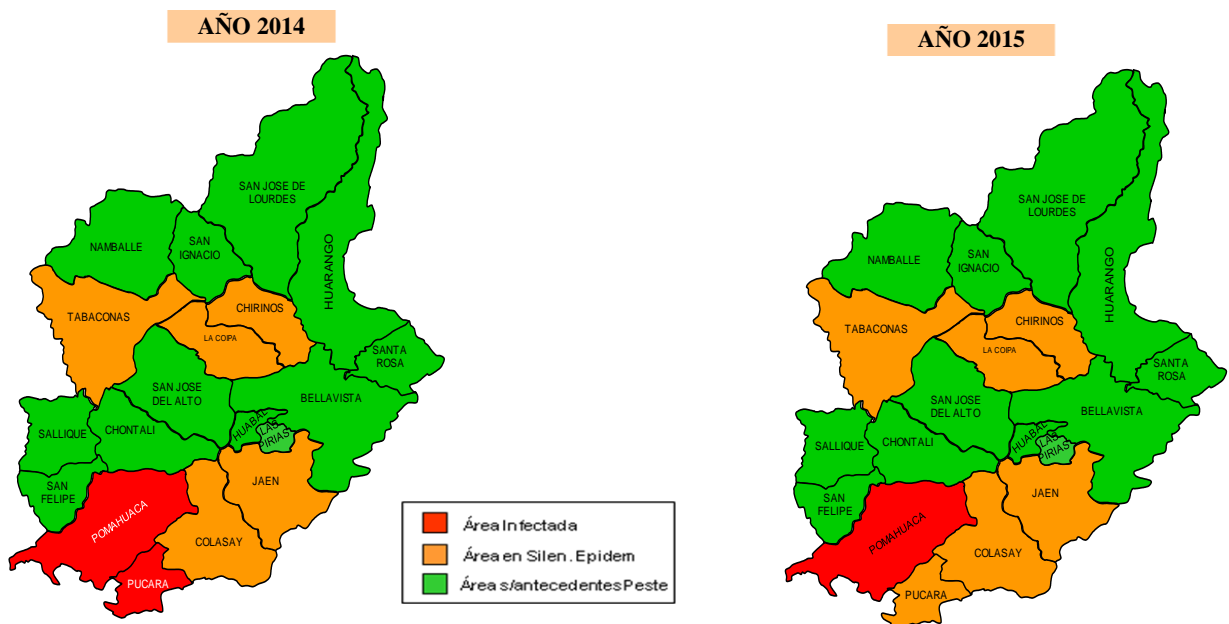 AÑO 2014
SAN JOSE DE
LOURDES
NAMBALLE
SAN
IGNACIO
HUARANGO
TABACONAS
CHIRINOS
LA COIPA
SANTA
ROSA
SAN JOSE
DEL ALTO
BELLAVISTA
HUABAL
LAS
PIRIAS
SALLIQUE
CHONTALI
SAN
FELIPE
JAEN
POMAHUACA
COLASAY
PUCARA
Área Infectada
Área en Silen. Epidem
Área s/antecedentes Peste
AÑO 2015
SAN JOSE DE
LOURDES
NAMBALLE
SAN
IGNACIO
HUARANGO
TABACONAS
CHIRINOS
LA COIPA
SANTA
ROSA
SAN JOSE
DEL ALTO
BELLAVISTA
HUABAL
LAS
PIRIAS
SALLIQUE
CHONTALI
SAN
FELIPE
JAEN
POMAHUACA
COLASAY
PUCARA